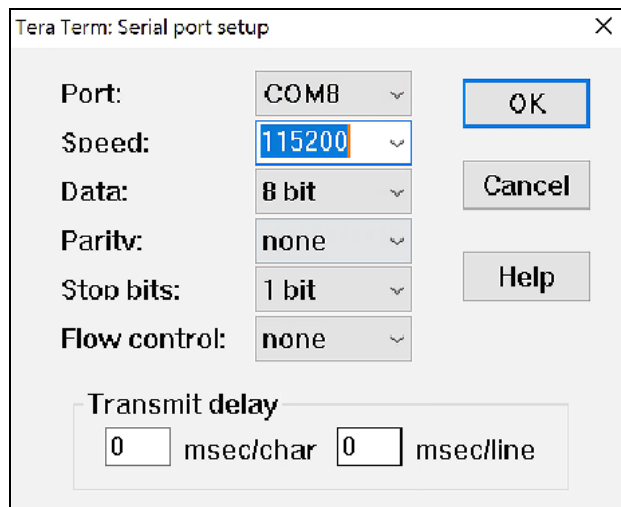 Tera Term: Serial port setup
Port: COM8 OK
Speed: 115200
Data: 8 bit Cancel
Parity: none
Stop bits: 1 bit Help
Flow control: none
Transmit delay
0 msec/char 0 msec/line